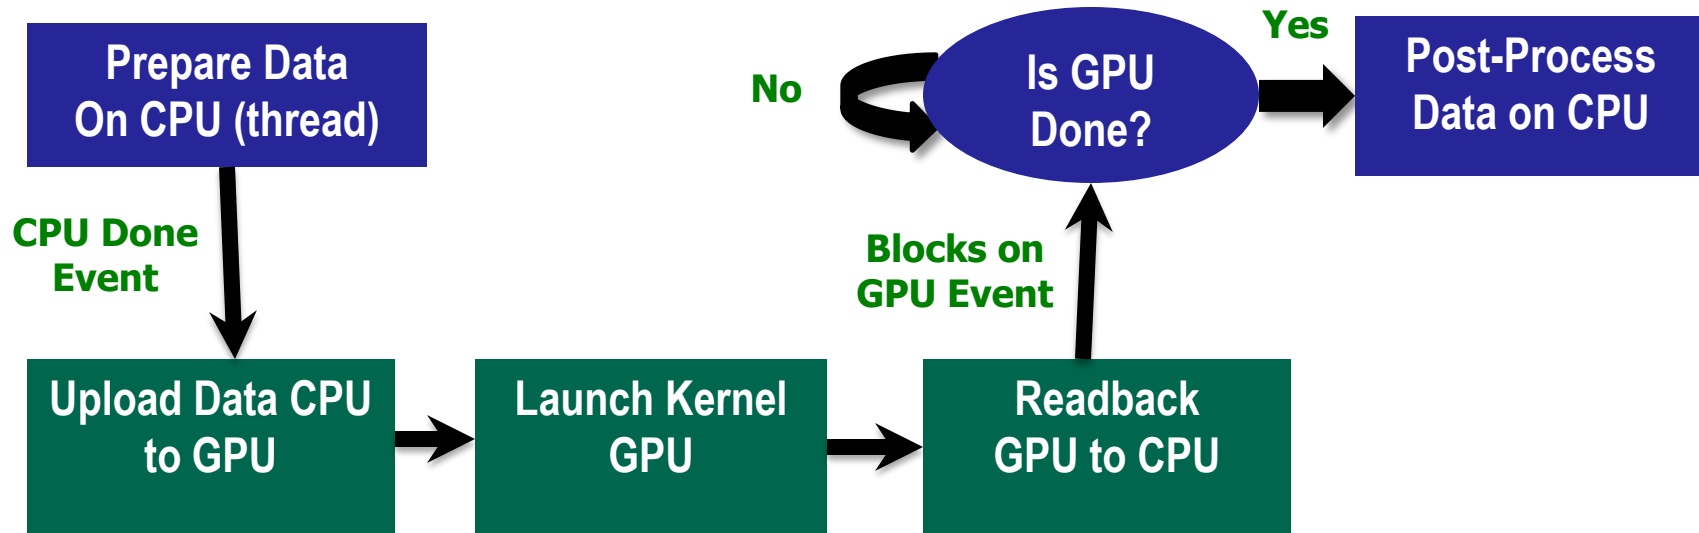 Prepare Data
On CPU (thread)
CPU Done
Event
Upload Data CPU
to GPU
Launch Kernel
GPU
Readback
GPU to CPU
Blocks on
GPU Event
Is GPU
Done?
No
Yes
Post-Process
Data on CPU